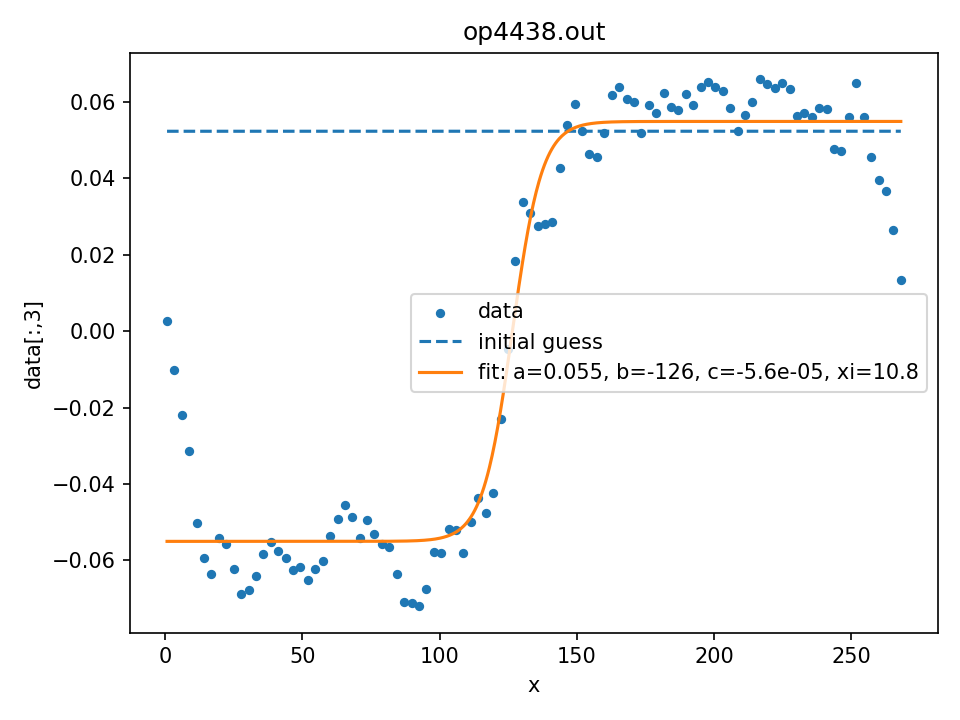 op4438.out
0.06
0.04
0.02
0.00
−0.02
−0.04
−0.06
data[:,3]
data
initial guess
fit: a=0.055, b=-126, c=-5.6e-05, xi=10.8
0 50 100 150 200 250
x